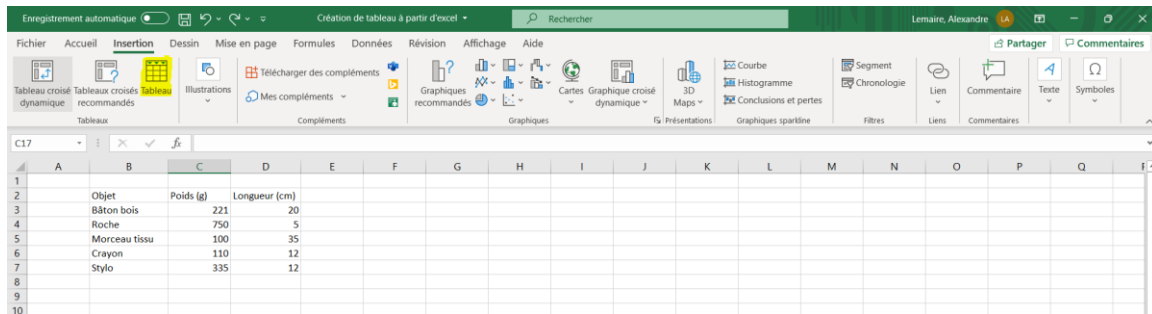 Enregistrement automatique
Création de tableau à partir d'excel
Rechercher
Lemaire, Alexandre
LA
Fichier Accueil Insertion Dessin Mise en page Formules Données Révision Affichage Aide
Partager
Commentaires
Tableau croisé dynamique
Tableaux croisés recommandés
Tableau
Illustrations
Télécharger des compléments
Mes compléments
Graphiques recommandés
Cartes
Graphique croisé dynamique
3D Maps
Courbe
Histogramme
Conclusions et pertes
Segment
Chronologie
Lien
Commentaire
Texte
Symboles
Tableaux Compléments Graphiques Présentations Graphiques sparkline Filtres Liens Commentaires
C17 fx
A B C D E F G H I J K L M N O P Q
1
2 Objet Poids (g) Longueur (cm)
3 Bâton bois 221 20
4 Roche 750 5
5 Morceau tissu 100 35
6 Crayon 110 12
7 Stylo 335 12
8
9
10